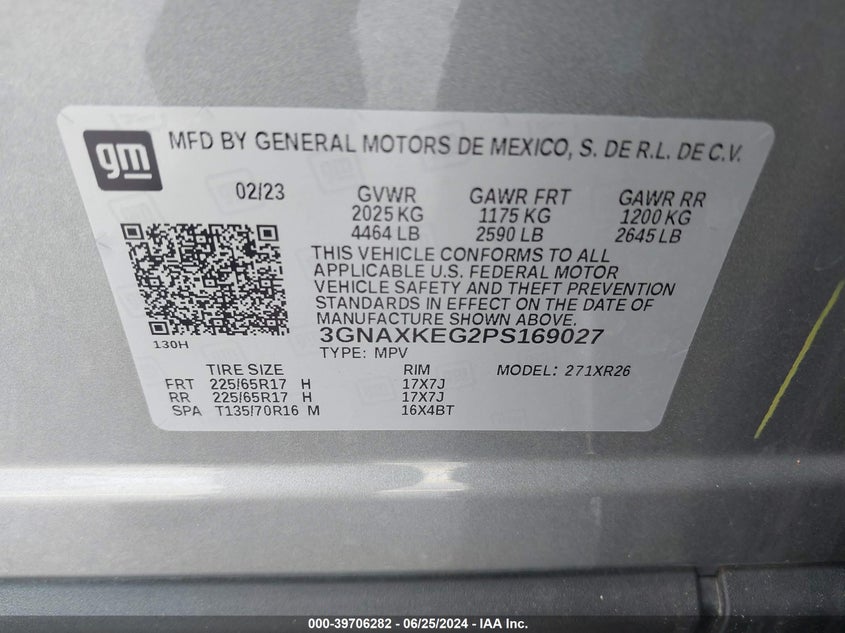 gm
MFD BY GENERAL MOTORS DE MEXICO, S. DE R.L. DE C.V.
02/23 GVWR GAWR FRT GAWR RR
2025 KG 1175 KG 1200 KG
4464 LB 2590 LB 2645 LB
THIS VEHICLE CONFORMS TO ALL
APPLICABLE U.S. FEDERAL MOTOR
VEHICLE SAFETY AND THEFT PREVENTION
STANDARDS IN EFFECT ON THE DATE OF
MANUFACTURE SHOWN ABOVE.
130H
3GNAXKEG2PS169027
TYPE: MPV
TIRE SIZE RIM MODEL: 271XR26
FRT 225/65R17 H 17X7J
RR 225/65R17 H 17X7J
SPA T135/70R16 M 16X4BT
000-39706282 - 06/25/2024 - IAA Inc.